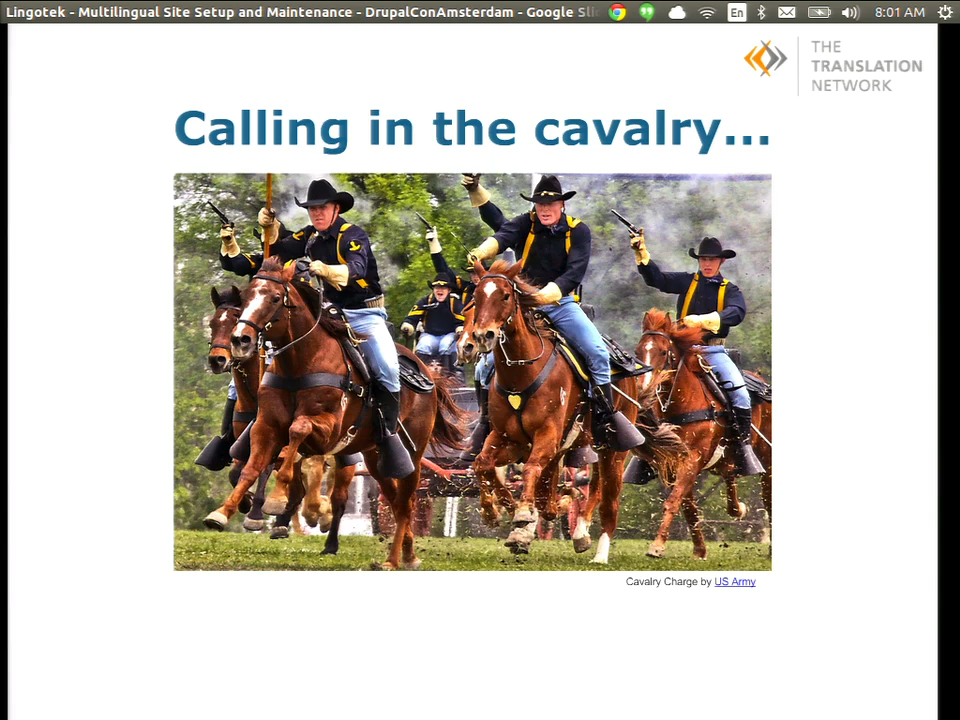 Lingotek - Multilingual Site Setup and Maintenance - DrupalConAmsterdam - Google Sli
En
8:01 AM
THE
TRANSLATION
NETWORK
Calling in the cavalry...
Cavalry Charge by US Army